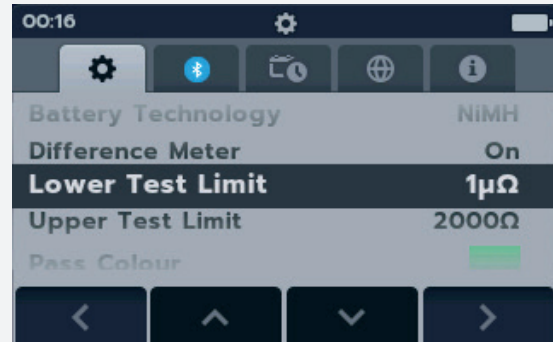 00:16
Battery Technology NiMH
Difference Meter On
Lower Test Limit 1µΩ
Upper Test Limit 2000Ω
Pass Colour